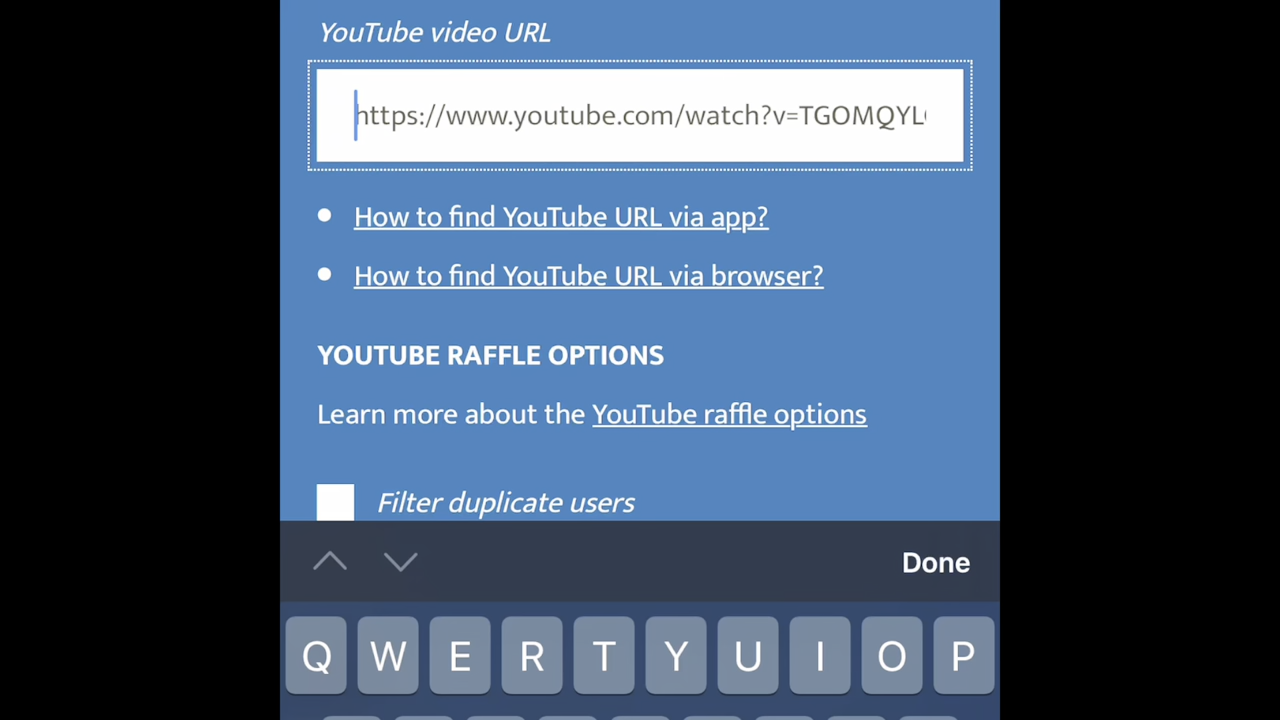 YouTube video URL
https://www.youtube.com/watch?v=TGOMQYL
How to find YouTube URL via app?
How to find YouTube URL via browser?
YOUTUBE RAFFLE OPTIONS
Learn more about the YouTube raffle options
Filter duplicate users
Done
Q W E R T Y U I O P